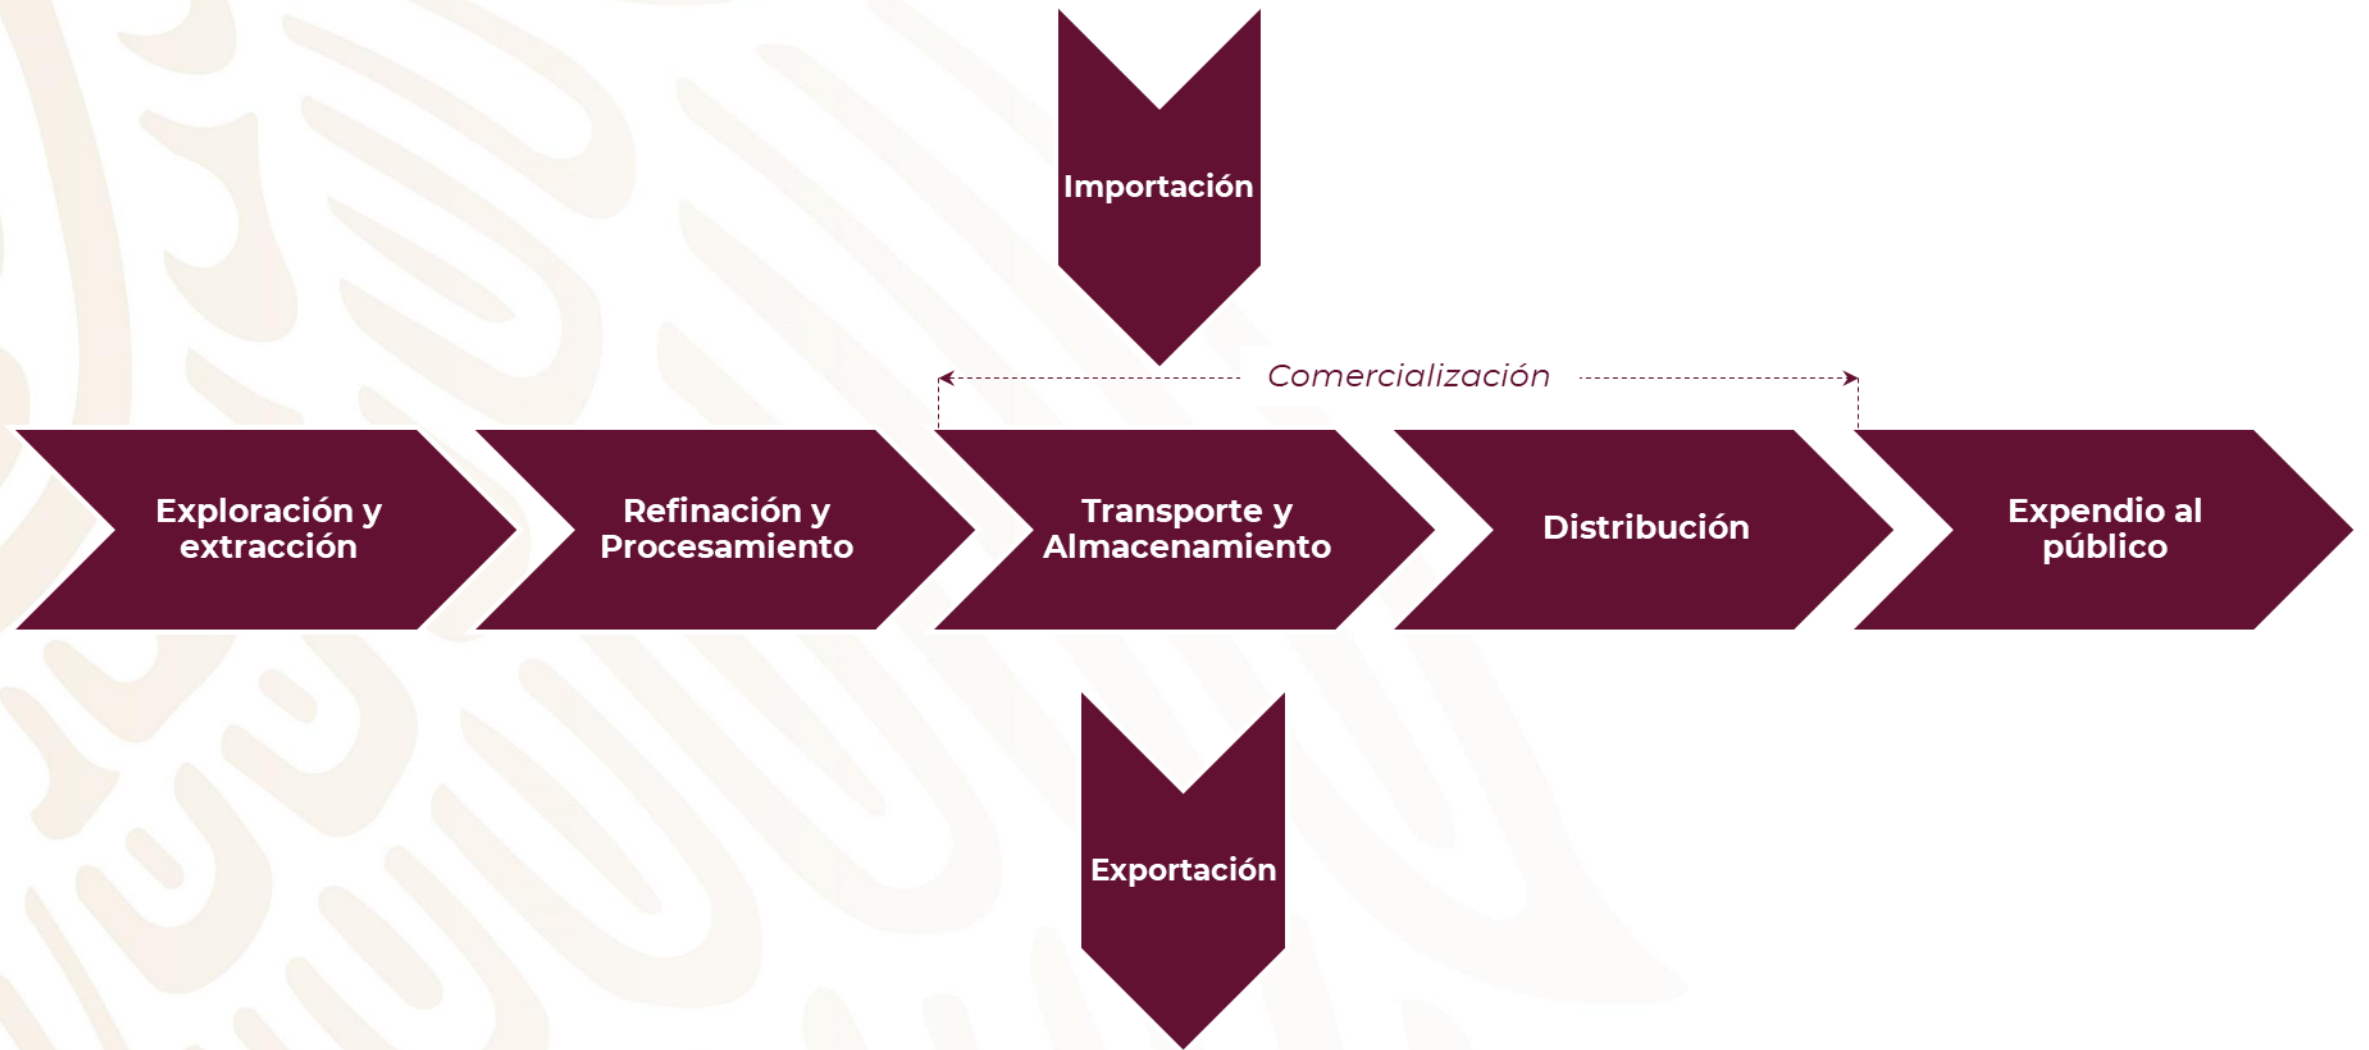 Importación
Comercialización
Exploración y
extracción
Refinación y
Procesamiento
Transporte y
Almacenamiento
Distribución
Expendio al
público
Exportación